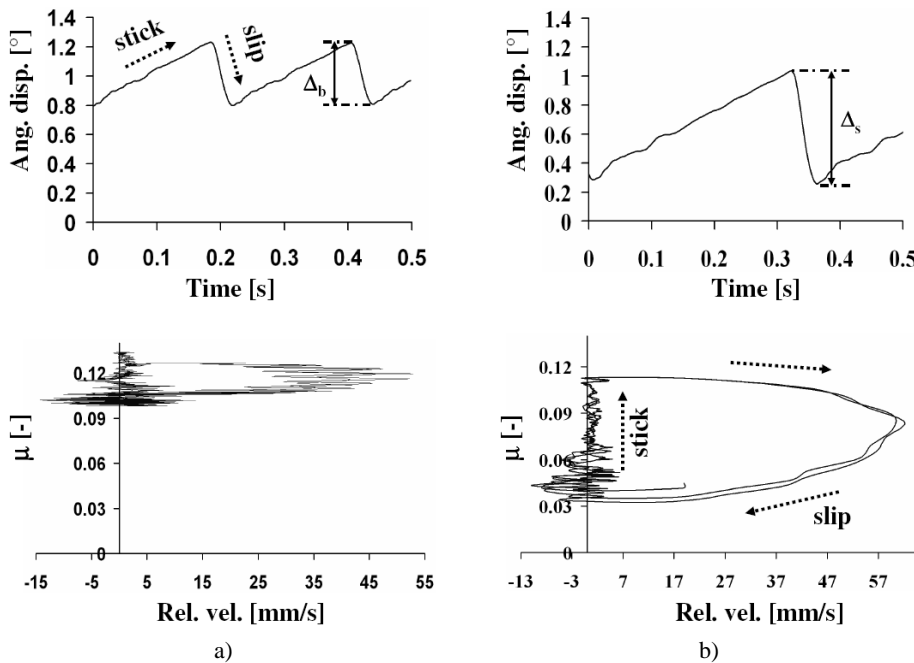 Ang. disp. [°]
1.4
1.2
1
0.8
0.6
0.4
0.2
0
stick
slip
Δb
0 0.1 0.2 0.3 0.4 0.5
Time [s]
Ang. disp. [°]
1.4
1.2
1
0.8
0.6
0.4
0.2
0
Δs
0 0.1 0.2 0.3 0.4 0.5
Time [s]
μ [-]
0.12
0.09
0.06
0.03
0
-15 -5 5 15 25 35 45 55
Rel. vel. [mm/s]
a)
μ [-]
0.12
0.09
0.06
0.03
0
stick
slip
-13 -3 7 17 27 37 47 57
Rel. vel. [mm/s]
b)